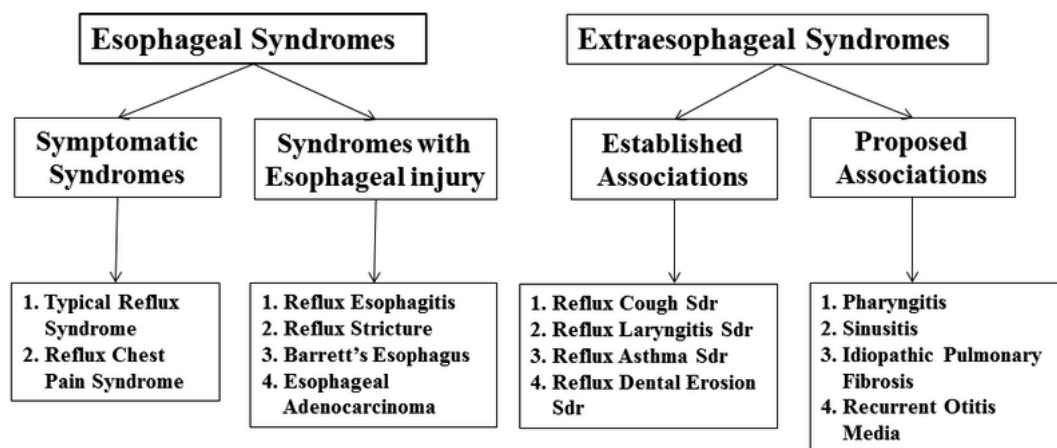 Esophageal Syndromes
Extraesophageal Syndromes
Symptomatic
Syndromes
Syndromes with
Esophageal injury
Established
Associations
Proposed
Associations
1. Typical Reflux
Syndrome
2. Reflux Chest
Pain Syndrome
1. Reflux Esophagitis
2. Reflux Stricture
3. Barrett's Esophagus
4. Esophageal
Adenocarcinoma
1. Reflux Cough Sdr
2. Reflux Laryngitis Sdr
3. Reflux Asthma Sdr
4. Reflux Dental Erosion
Sdr
1. Pharyngitis
2. Sinusitis
3. Idiopathic Pulmonary
Fibrosis
4. Recurrent Otitis
Media